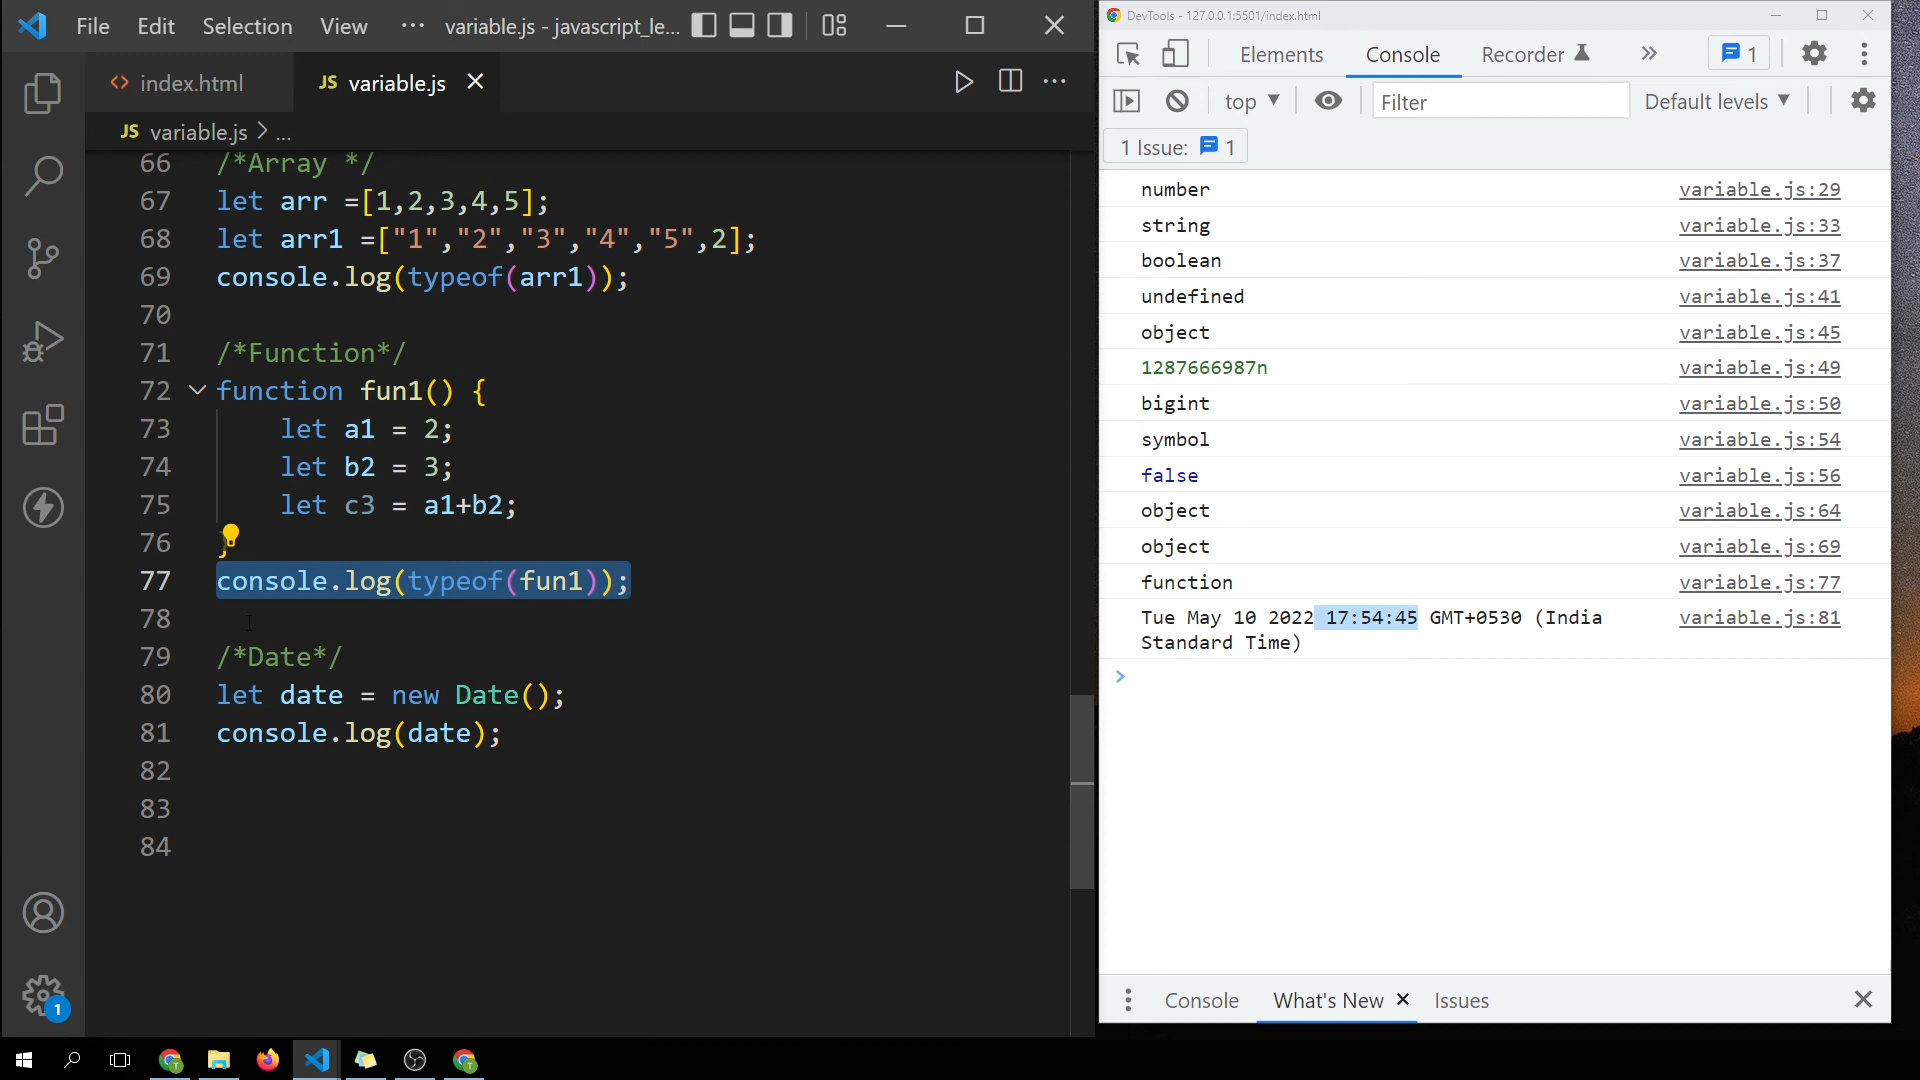 File Edit Selection View ··· variable.js - javascript_le...
index.html
JS variable.js
JS variable.js > ...
66 /*Array */
67 let arr =[1,2,3,4,5];
68 let arr1 =["1","2","3","4","5",2];
69 console.log(typeof(arr1));
70
71 /*Function*/
72 function fun1() {
73 let a1 = 2;
74 let b2 = 3;
75 let c3 = a1+b2;
76 }
77 console.log(typeof(fun1));
78
79 /*Date*/
80 let date = new Date();
81 console.log(date);
82
83
84
1
DevTools - 127.0.0.1:5501/index.html
Elements Console Recorder 1
top Filter Default levels
1 Issue: 1
number variable.js:29
string variable.js:33
boolean variable.js:37
undefined variable.js:41
object variable.js:45
1287666987n variable.js:49
bigint variable.js:50
symbol variable.js:54
false variable.js:56
object variable.js:64
object variable.js:69
function variable.js:77
Tue May 10 2022 17:54:45 GMT+0530 (India variable.js:81
Standard Time)
Console What's New Issues